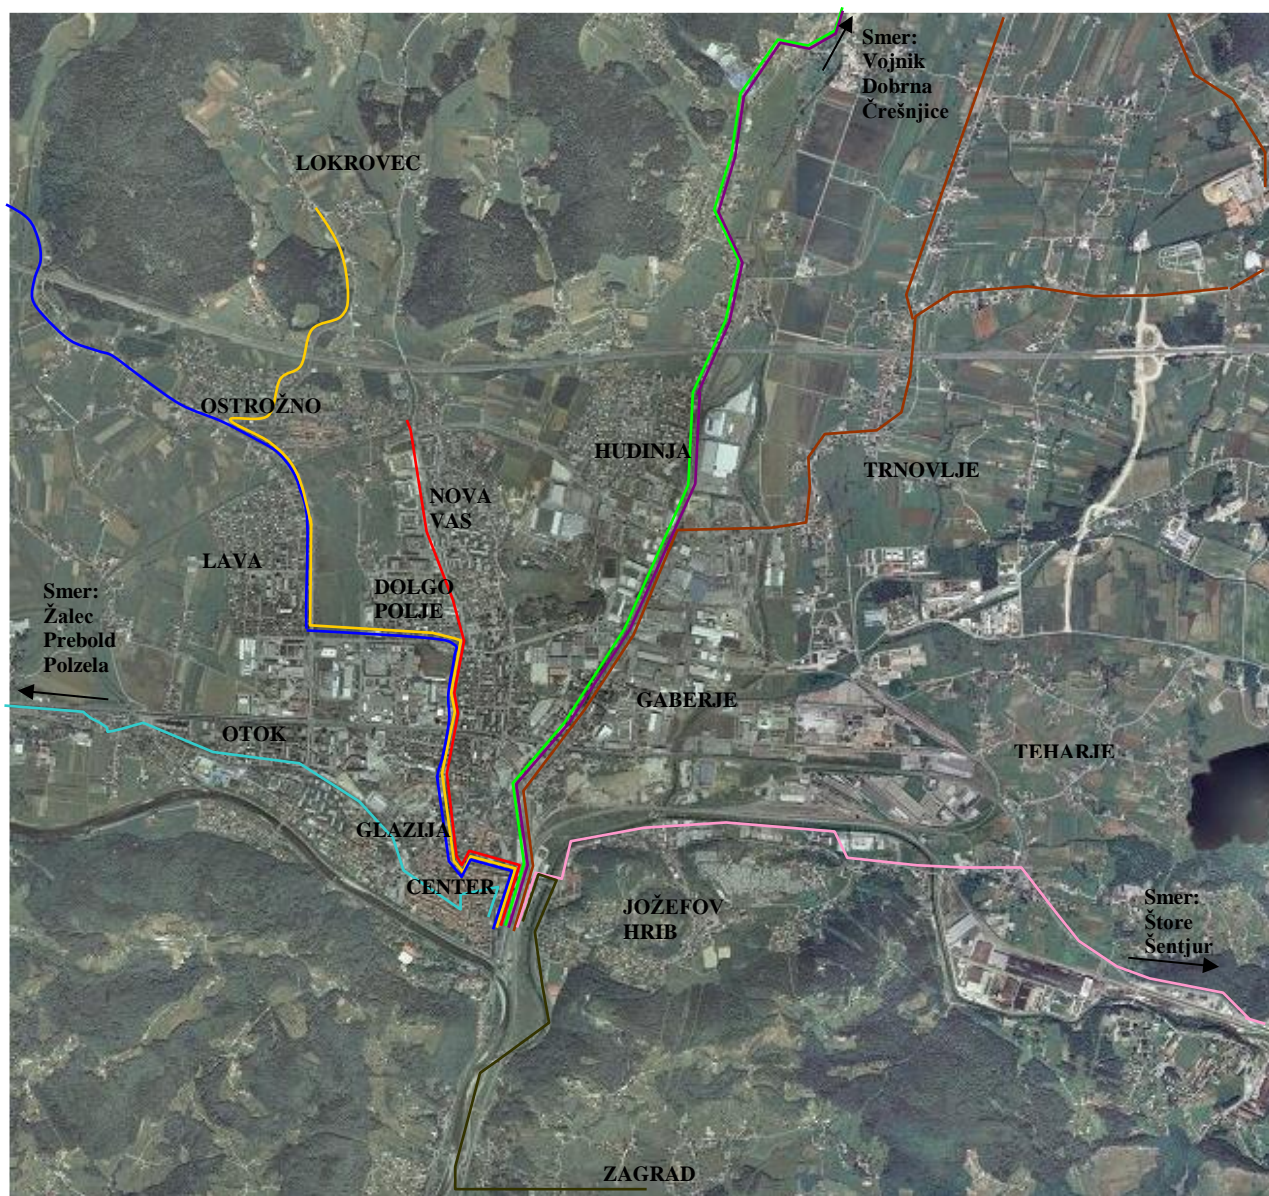 Smer:
Vojnik
Dobrna
Črešnjice
LOKROVEC
OSTROŽNO
HUDINJA
TRNOVLJE
NOVA
VAS
LAVA
DOLGO
POLJE
Smer:
Žalec
Prebold
Polzela
GABERJE
OTOK
TEHARJE
GLAZIJA
CENTER
JOŽEFOV
HRIB
Smer:
Štore
Šentjur
ZAGRAD